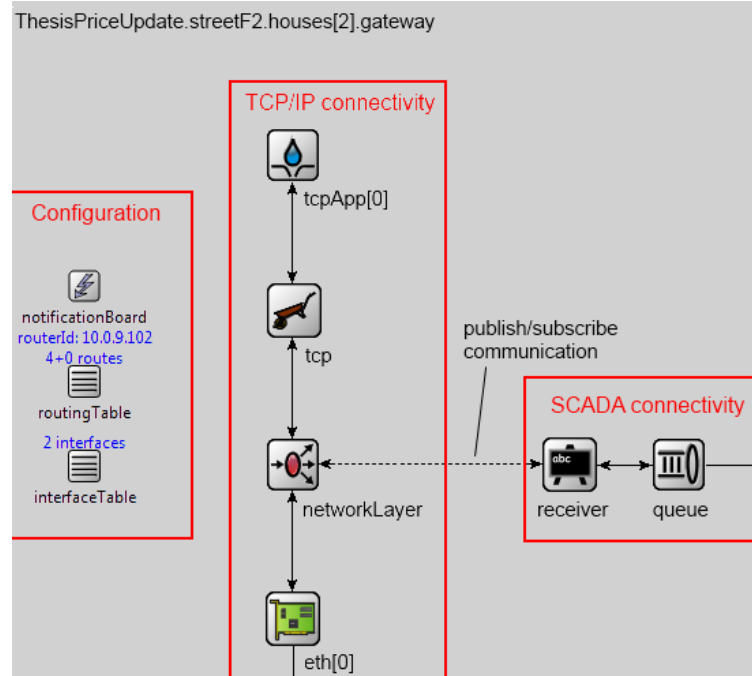 ThesisPriceUpdate.streetF2.houses[2].gateway
TCP/IP connectivity
tcpApp[0]
Configuration
notificationBoard
routerId: 10.0.9.102
4+0 routes
routingTable
2 interfaces
interfaceTable
tcp
publish/subscribe
communication
networkLayer
SCADA connectivity
abc
receiver
queue
eth[0]